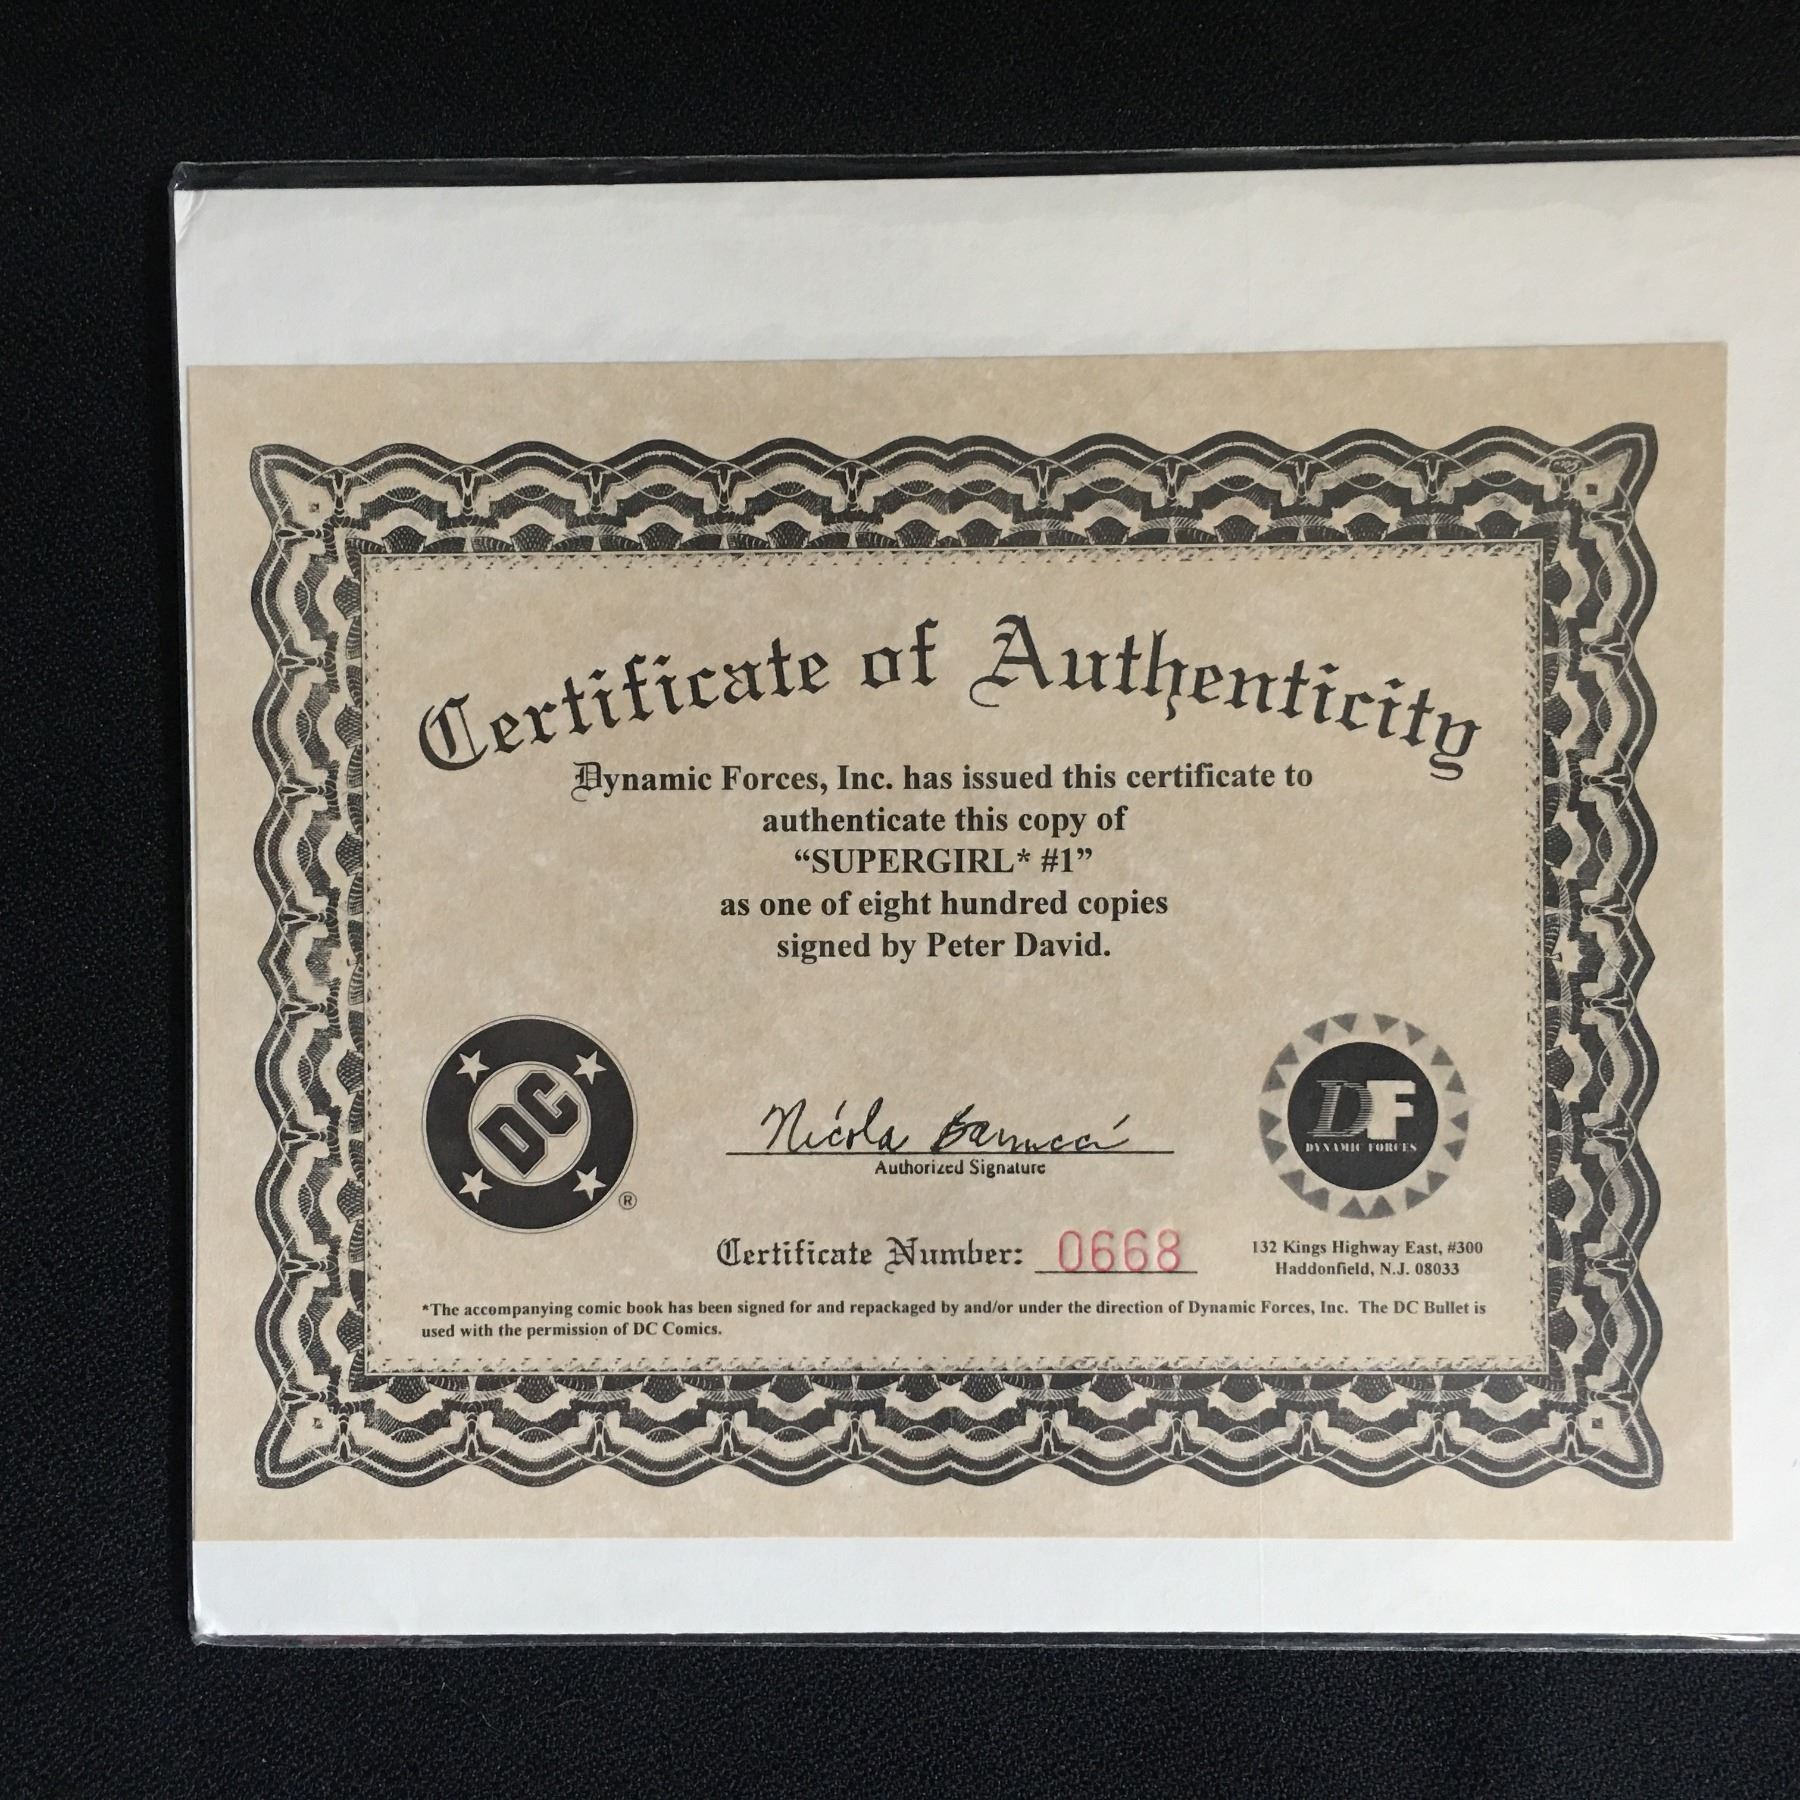 Certificate of Authenticity
Dynamic Forces, Inc. has issued this certificate to
authenticate this copy of
“SUPERGIRL* #1”
as one of eight hundred copies
signed by Peter David.
DC
®
Nicola Barrucci
Authorized Signature
DF
DYNAMIC FORCES
Certificate Number: 0668
132 Kings Highway East, #300
Haddonfield, N.J. 08033
*The accompanying comic book has been signed for and repackaged by and/or under the direction of Dynamic Forces, Inc. The DC Bullet is
used with the permission of DC Comics.